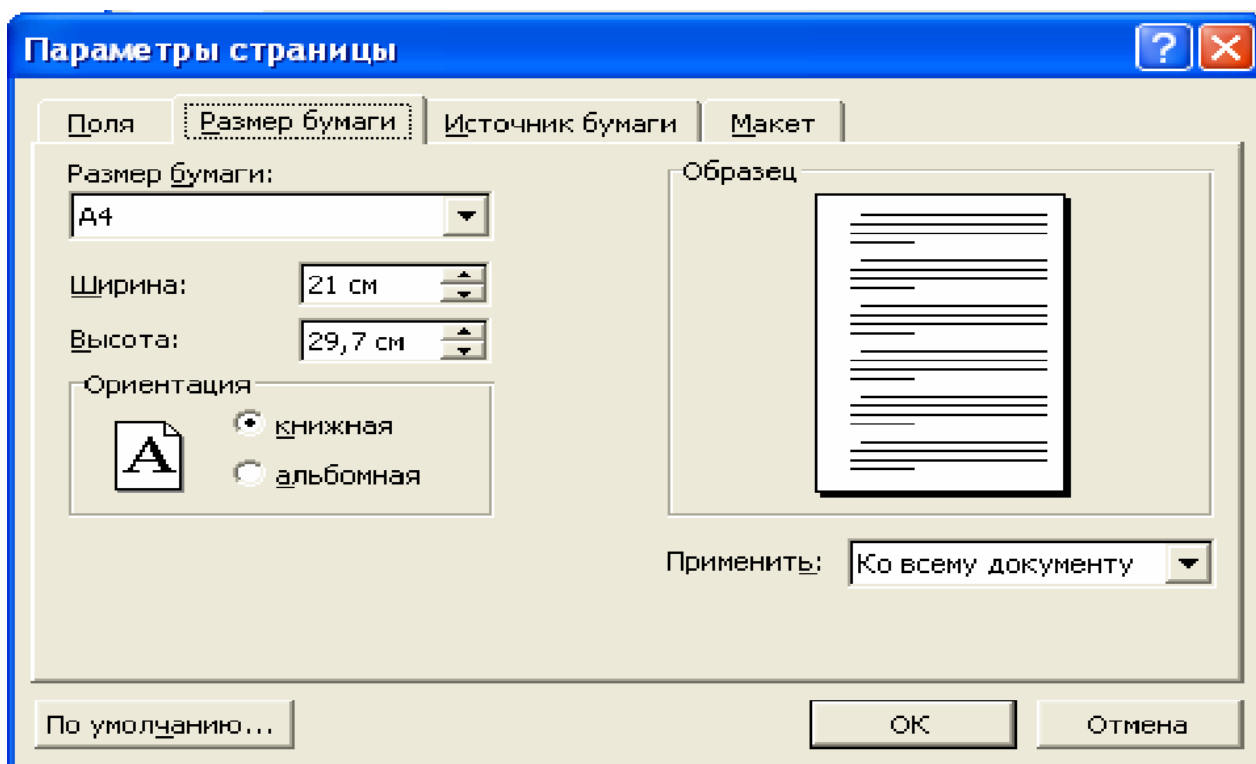 Параметры страницы
Поля
Размер бумаги
Источник бумаги
Макет
Размер бумаги:
A4
Ширина:
21 см
Высота:
29,7 см
Ориентация
A
книжная
альбомная
Образец
Применить:
Ко всему документу
По умолчанию...
ОК
Отмена